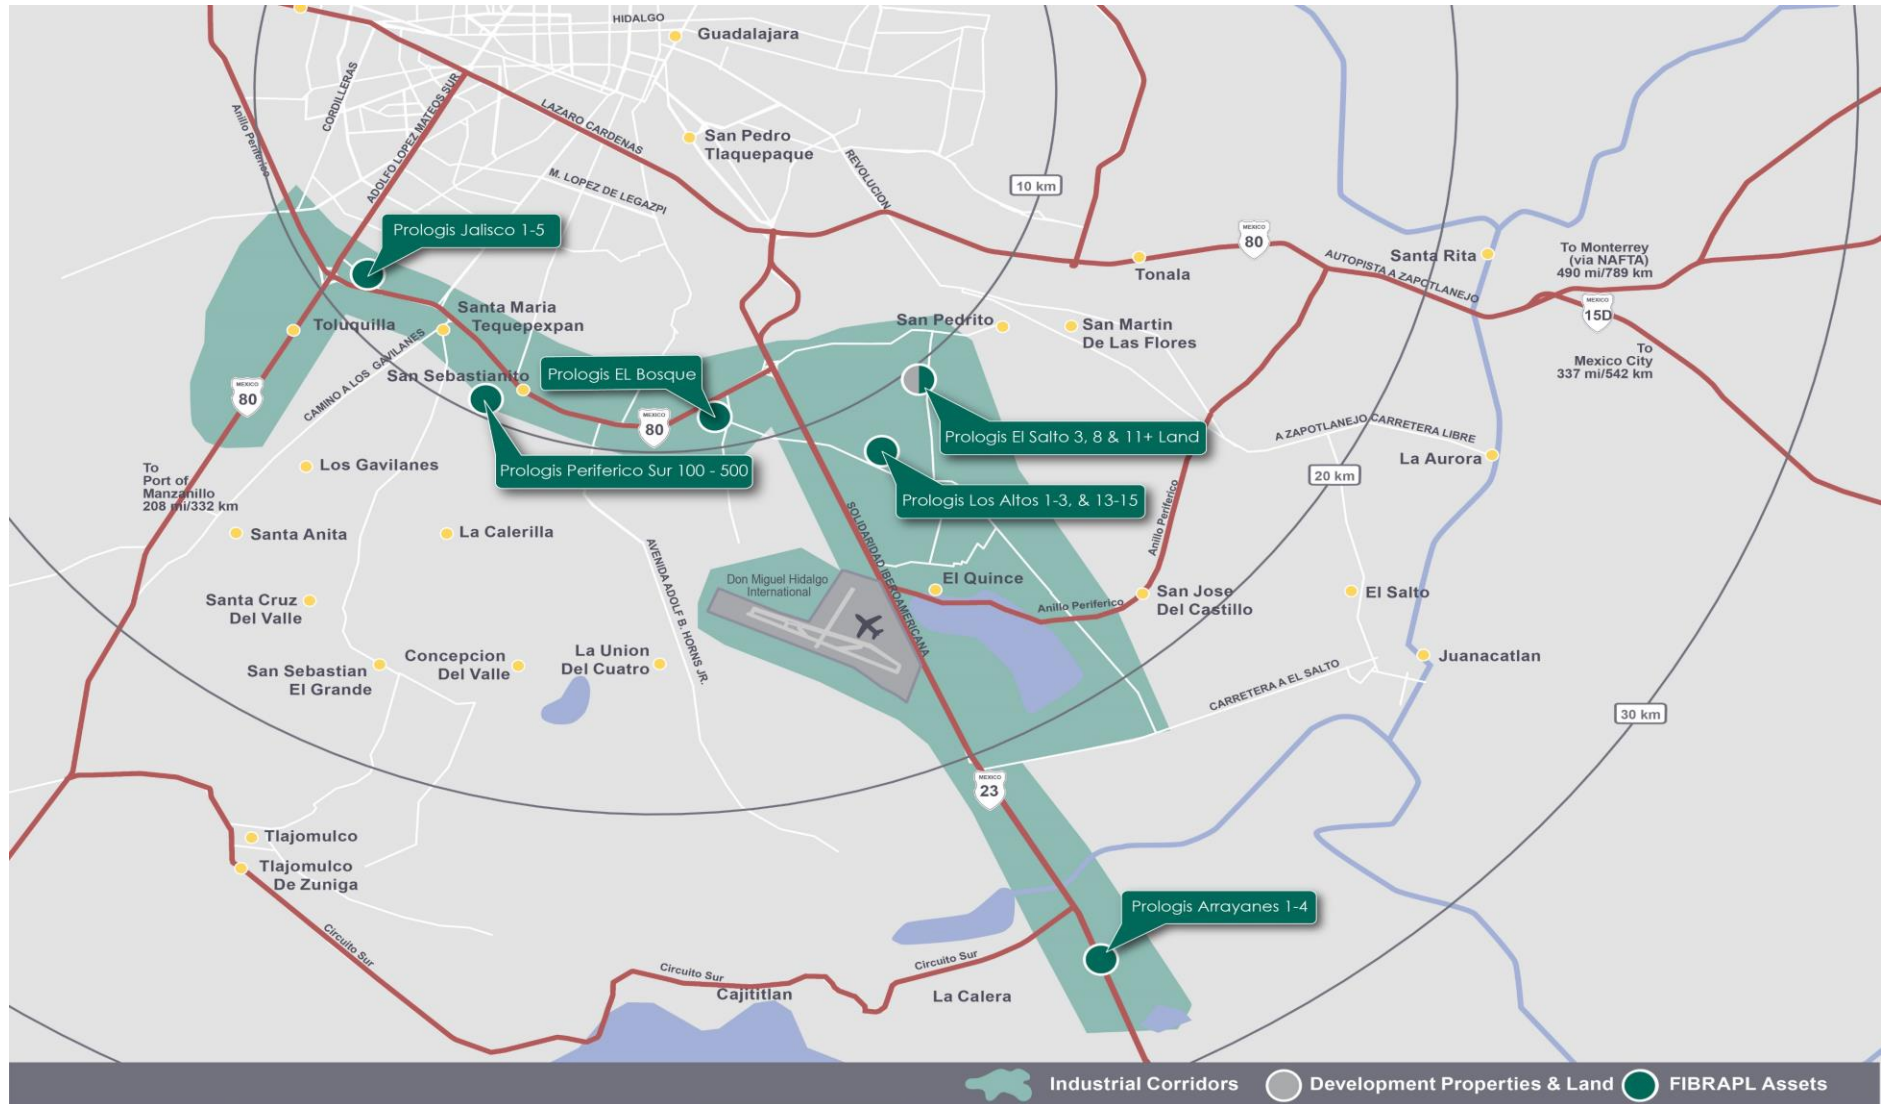 HIDALGO
Guadalajara
CORDILLERAS
Anillo Periferico
ADOLFO LOPEZ MATEOS SUR
LAZARO CARDENAS
San Pedro
Tlaquepaque
M. LOPEZ DE LEGAZPI
REVOLUCION
10 km
Prologis Jalisco 1-5
MEXICO
80
Tonala
AUTOPISTA A ZAPOTLANEJO
Santa Rita
To Monterrey
(via NAFTA)
490 mi/789 km
MEXICO
15D
To
Mexico City
337 mi/542 km
Toluquilla
Santa Maria
Tequepexpan
CAMINO A LOS GAVILANES
San Sebastianito
Prologis EL Bosque
San Pedrito
San Martin
De Las Flores
MEXICO
80
MEXICO
80
Prologis El Salto 3, 8 & 11+ Land
A ZAPOTLANEJO CARRETERA LIBRE
La Aurora
To
Port of
Manzanillo
208 mi/332 km
Los Gavilanes
Prologis Periferico Sur 100 - 500
Prologis Los Altos 1-3, & 13-15
20 km
Santa Anita
La Calerilla
AVENIDA ADOLF B. HORNS JR.
SOLIDARIDAD IBEROAMERICANA
Anillo Periferico
Don Miguel Hidalgo
International
El Quince
Anillo Periferico
San Jose
Del Castillo
El Salto
Santa Cruz
Del Valle
San Sebastian
El Grande
Concepcion
Del Valle
La Union
Del Cuatro
Juanacatlan
CARRETERA A EL SALTO
30 km
MEXICO
23
Tlajomulco
Tlajomulco
De Zuniga
Prologis Arrayanes 1-4
Circuito Sur
Circuito Sur
Cajititlan
Circuito Sur
La Calera
Industrial Corridors
Development Properties & Land
FIBRAPL Assets